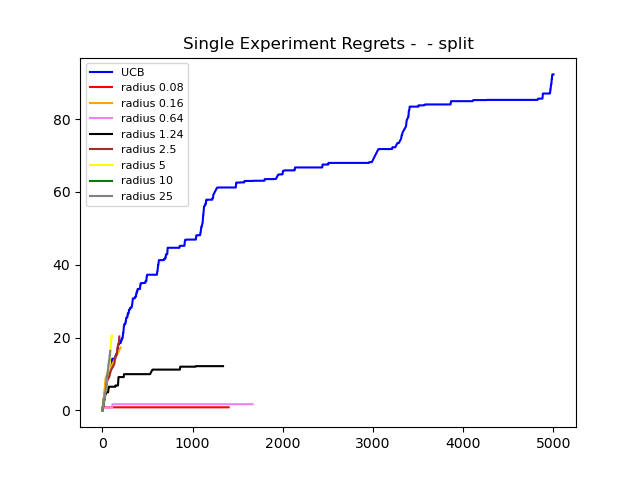 Single Experiment Regrets -  - split
UCB
radius 0.08
radius 0.16
radius 0.64
radius 1.24
radius 2.5
radius 5
radius 10
radius 25
80
60
40
20
0
0 1000 2000 3000 4000 5000